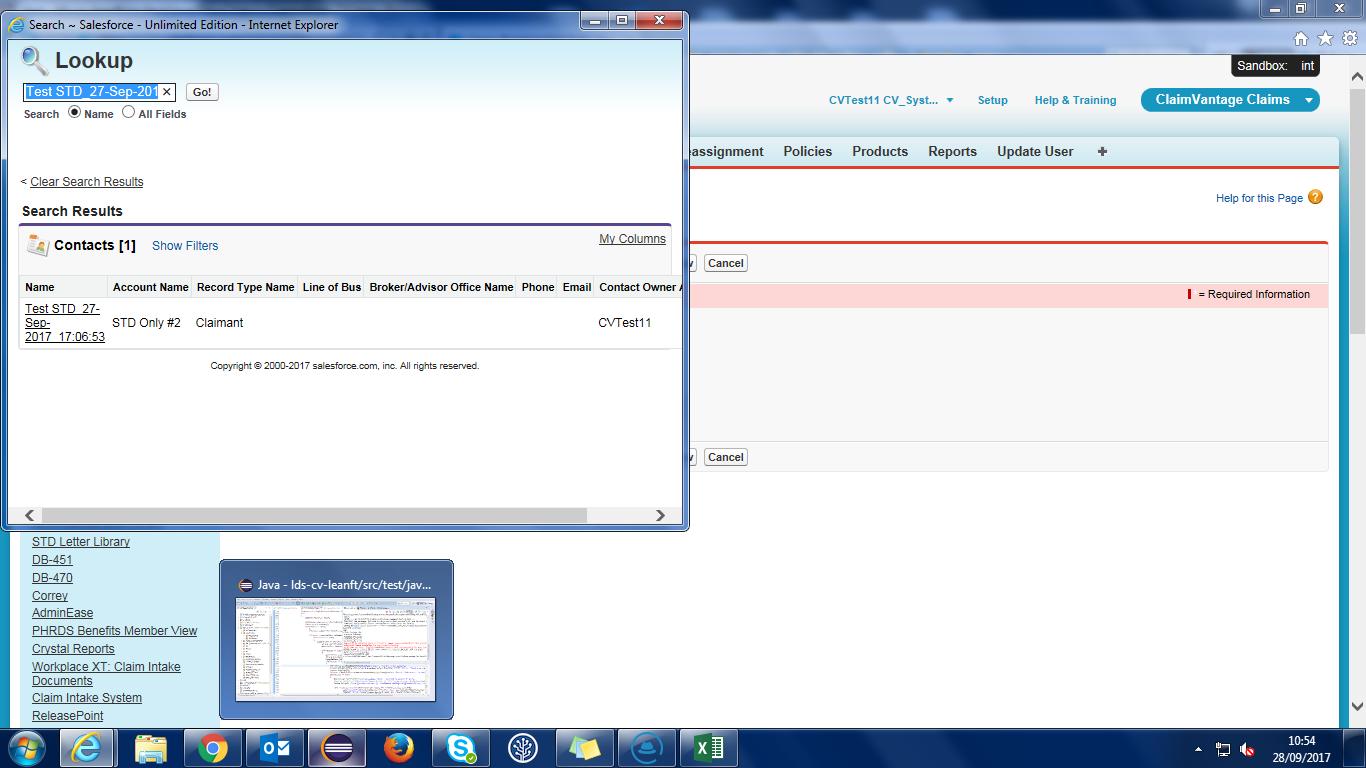 Search ~ Salesforce - Unlimited Edition - Internet Explorer
Lookup
Test STD_27-Sep-201
Go!
Search Name All Fields
< Clear Search Results
Search Results
Contacts [1] Show Filters My Columns
Name Account Name Record Type Name Line of Bus Broker/Advisor Office Name Phone Email Contact Owner A
Test STD_27-
Sep-
2017_17:06:53
STD Only #2 Claimant CVTest11
Copyright © 2000-2017 salesforce.com, inc. All rights reserved.
Sandbox: int
CVTest11 CV_Syst... Setup Help & Training ClaimVantage Claims
eassignment Policies Products Reports Update User +
Help for this Page ?
Cancel
= Required Information
Cancel
STD Letter Library
DB-451
DB-470
Correy
AdminEase
PHRDS Benefits Member View
Crystal Reports
Workplace XT: Claim Intake
Documents
Claim Intake System
ReleasePoint
Java - lds-cv-leanft/src/test/jav...
10:54
28/09/2017